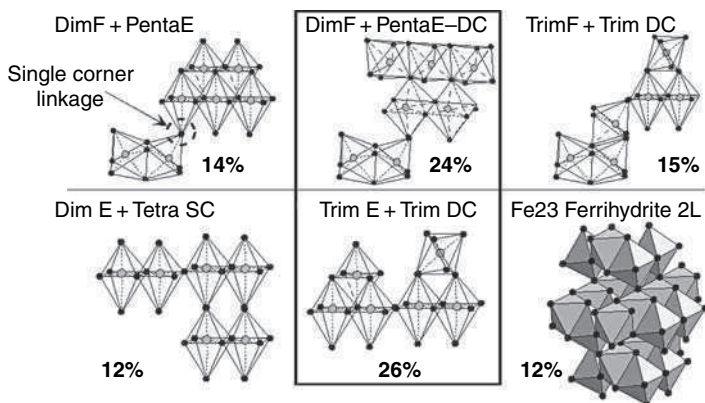 DimF + PentaE
DimF + PentaE–DC
TrimF + Trim DC
Single corner
linkage
14%
24%
15%
Dim E + Tetra SC
Trim E + Trim DC
Fe23 Ferrihydrite 2L
12%
26%
12%